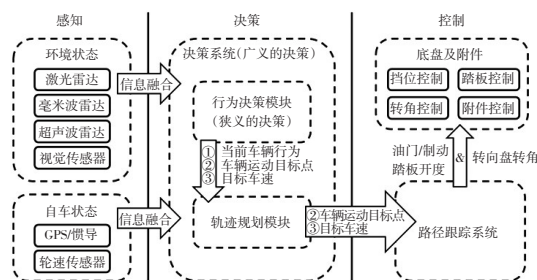 感知
决策
控制
环境状态
激光雷达
毫米波雷达
超声波雷达
视觉传感器
信息融合
自车状态
GPS/惯导
轮速传感器
信息融合
决策系统(广义的决策)
行为决策模块
(狭义的决策)
①当前车辆行为
②车辆运动目标点
③目标车速
轨迹规划模块
②车辆运动目标点
③目标车速
底盘及附件
挡位控制
踏板控制
转角控制
附件控制
油门/制动
踏板开度
&
转向盘转角
路径跟踪系统